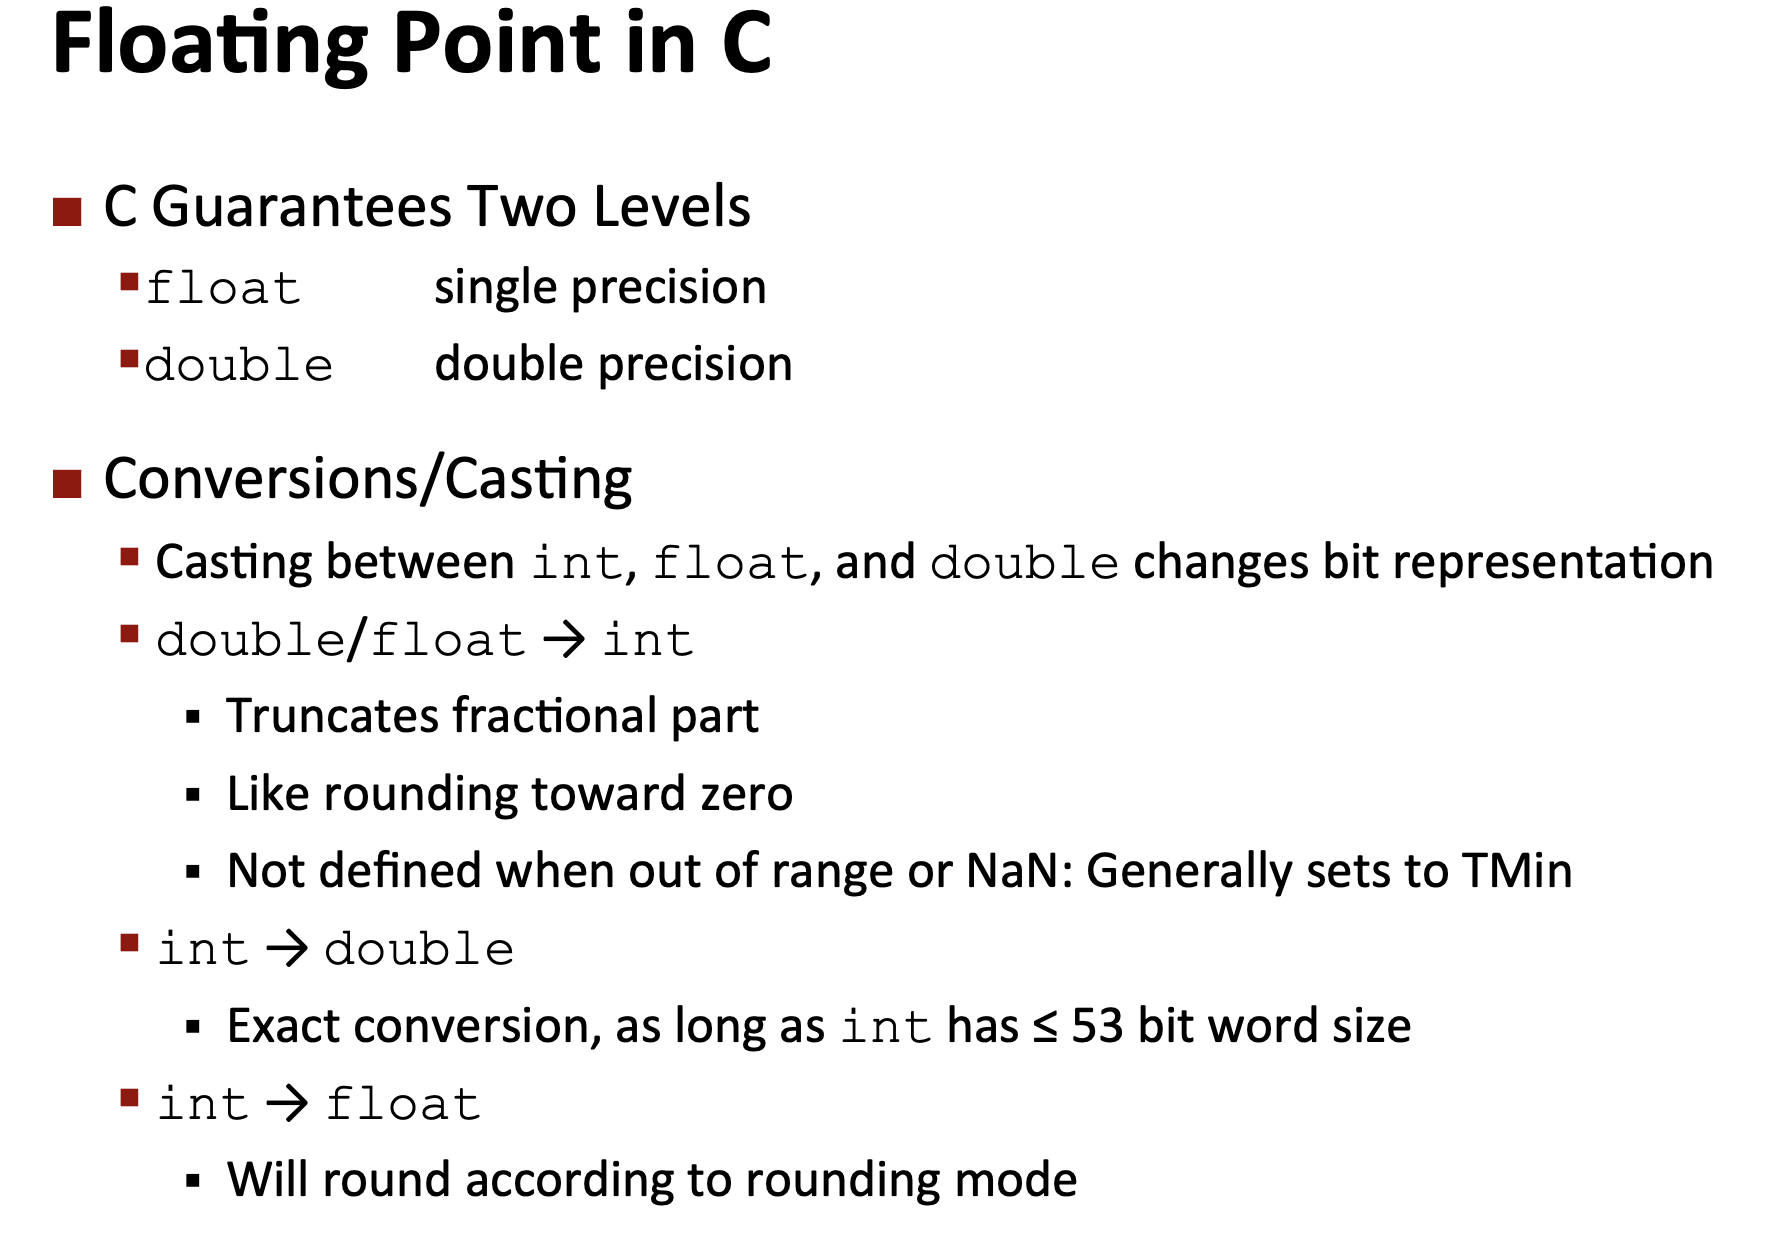 Floating Point in C
■ C Guarantees Two Levels
▪ float single precision
▪ double double precision
■ Conversions/Casting
▪ Casting between int, float, and double changes bit representation
▪ double/float → int
▪ Truncates fractional part
▪ Like rounding toward zero
▪ Not defined when out of range or NaN: Generally sets to TMin
▪ int → double
▪ Exact conversion, as long as int has ≤ 53 bit word size
▪ int → float
▪ Will round according to rounding mode